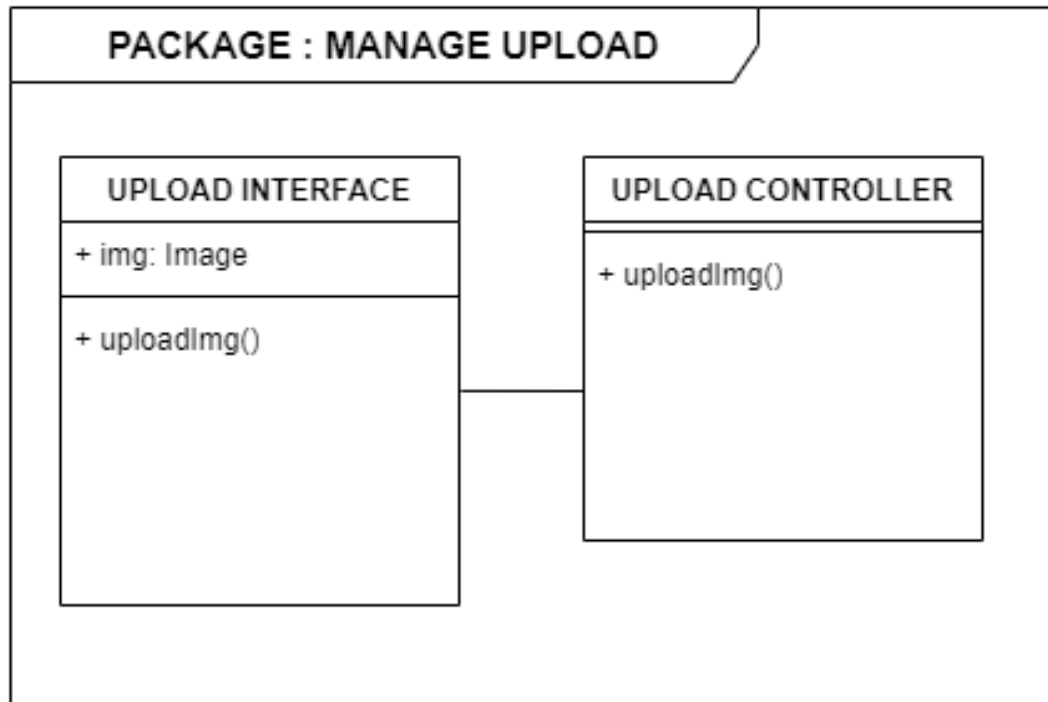 PACKAGE : MANAGE UPLOAD
UPLOAD INTERFACE
+ img: Image
+ uploadImg()
UPLOAD CONTROLLER
+ uploadImg()